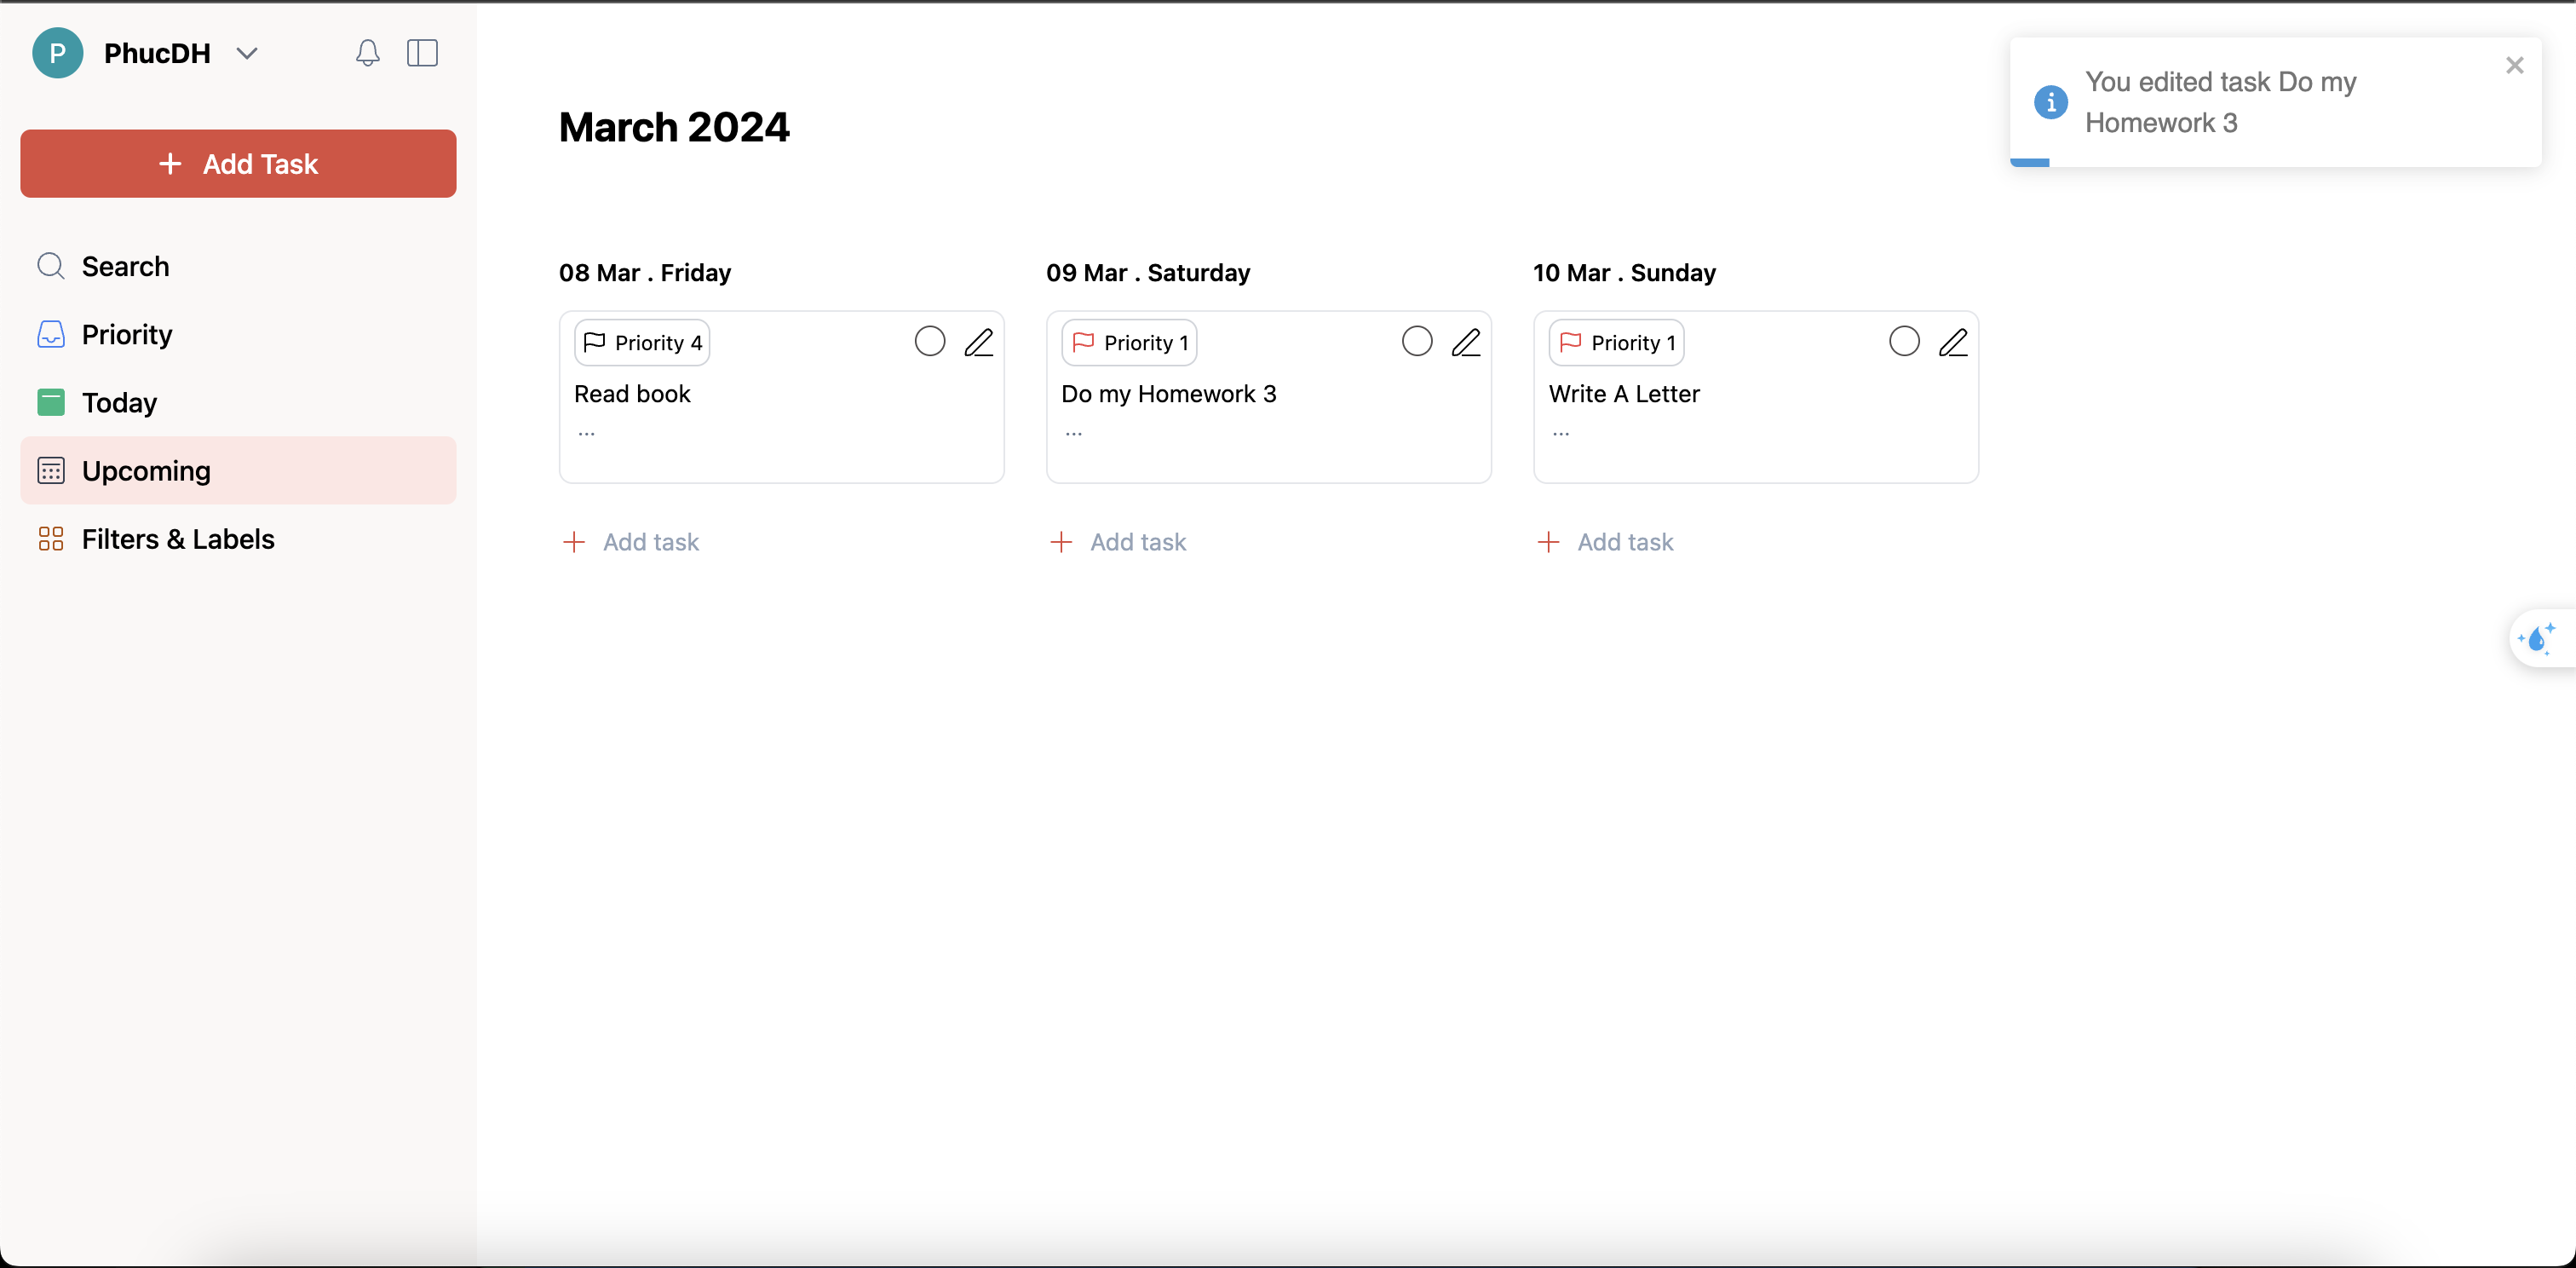 P PhucDH
+ Add Task
Search
Priority
Today
Upcoming
Filters & Labels
March 2024
You edited task Do my
Homework 3
08 Mar . Friday
Priority 4
Read book
...
+ Add task
09 Mar . Saturday
Priority 1
Do my Homework 3
...
+ Add task
10 Mar . Sunday
Priority 1
Write A Letter
...
+ Add task